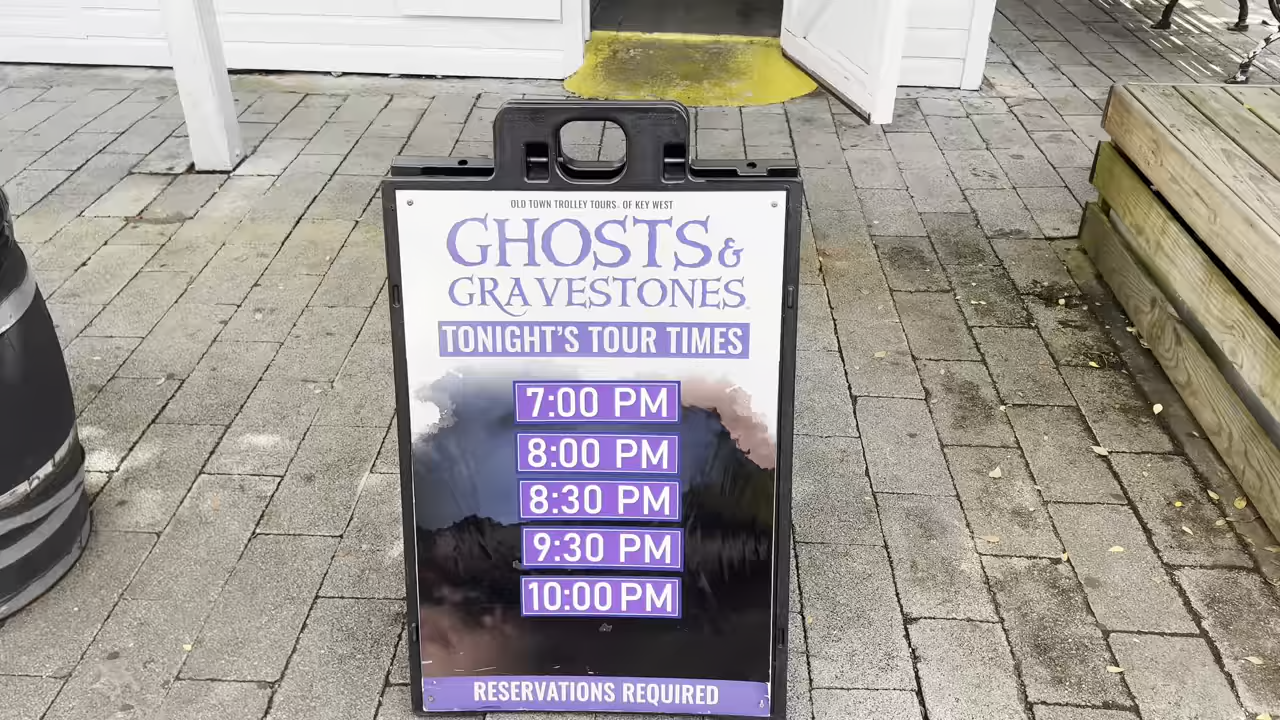 OLD TOWN TROLLEY TOURS® OF KEY WEST
GHOSTS &
GRAVESTONES
TONIGHT'S TOUR TIMES
7:00 PM
8:00 PM
8:30 PM
9:30 PM
10:00 PM
RESERVATIONS REQUIRED